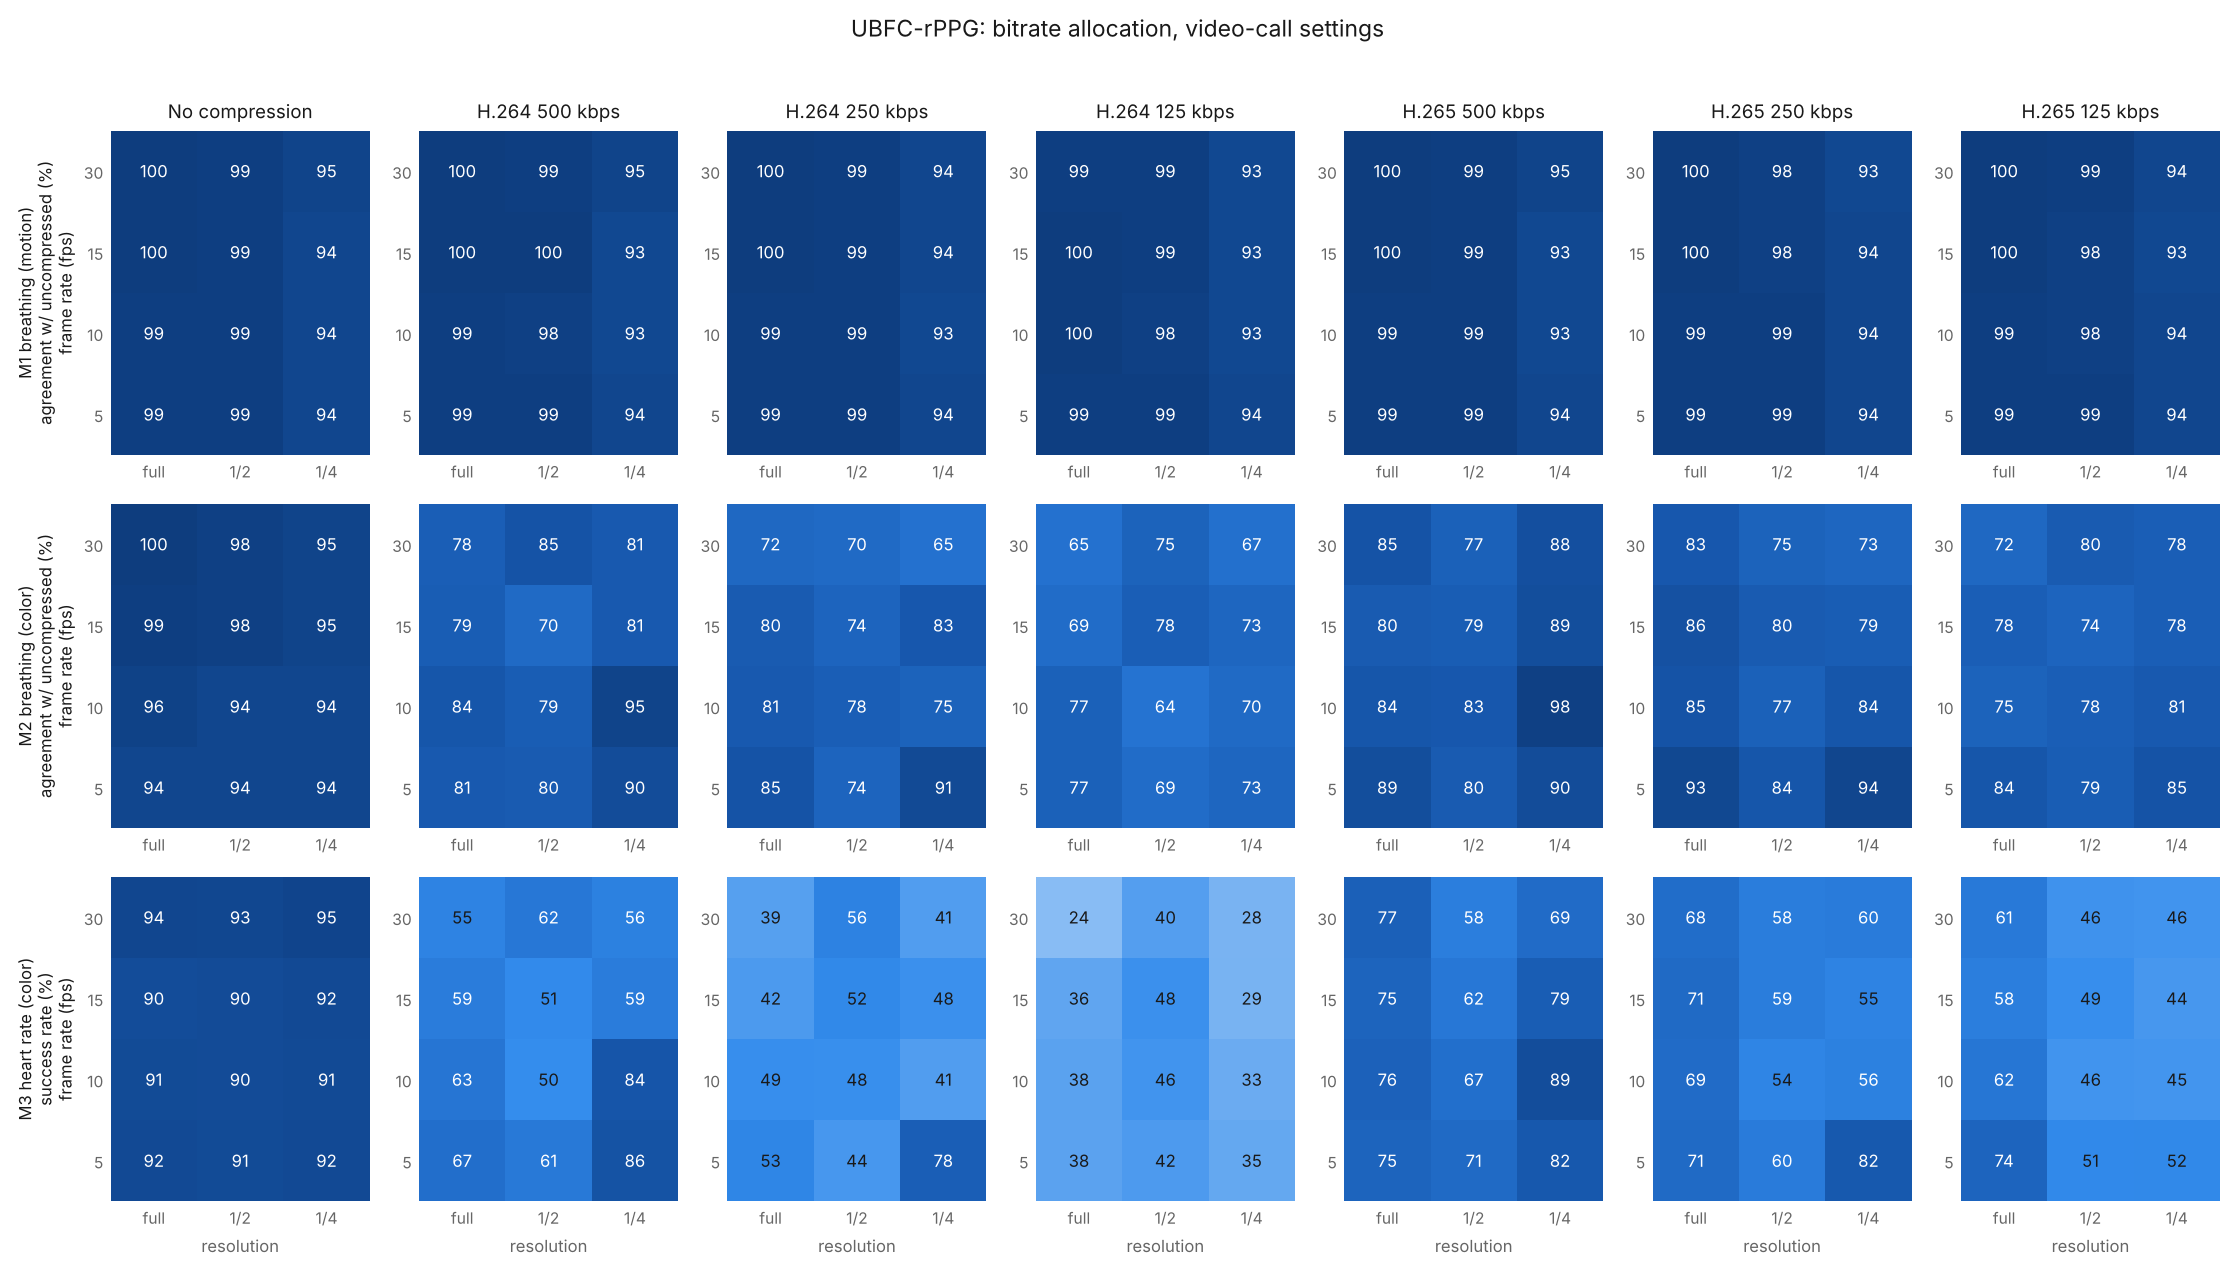 UBFC-rPPG: bitrate allocation, video-call settings
No compression H.264 500 kbps H.264 250 kbps H.264 125 kbps H.265 500 kbps H.265 250 kbps H.265 125 kbps
M1 breathing (motion)
agreement w/ uncompressed (%)
frame rate (fps)
30 100 99 95 30 100 99 95 30 100 99 94 30 99 99 93 30 100 99 95 30 100 98 93 30 100 99 94
15 100 99 94 15 100 100 93 15 100 99 94 15 100 99 93 15 100 99 93 15 100 98 94 15 100 98 93
10 99 99 94 10 99 98 93 10 99 99 93 10 100 98 93 10 99 99 93 10 99 99 94 10 99 98 94
5 99 99 94 5 99 99 94 5 99 99 94 5 99 99 94 5 99 99 94 5 99 99 94 5 99 99 94
full 1/2 1/4 full 1/2 1/4 full 1/2 1/4 full 1/2 1/4 full 1/2 1/4 full 1/2 1/4 full 1/2 1/4
M2 breathing (color)
agreement w/ uncompressed (%)
frame rate (fps)
30 100 98 95 30 78 85 81 30 72 70 65 30 65 75 67 30 85 77 88 30 83 75 73 30 72 80 78
15 99 98 95 15 79 70 81 15 80 74 83 15 69 78 73 15 80 79 89 15 86 80 79 15 78 74 78
10 96 94 94 10 84 79 95 10 81 78 75 10 77 64 70 10 84 83 98 10 85 77 84 10 75 78 81
5 94 94 94 5 81 80 90 5 85 74 91 5 77 69 73 5 89 80 90 5 93 84 94 5 84 79 85
full 1/2 1/4 full 1/2 1/4 full 1/2 1/4 full 1/2 1/4 full 1/2 1/4 full 1/2 1/4 full 1/2 1/4
M3 heart rate (color)
success rate (%)
frame rate (fps)
30 94 93 95 30 55 62 56 30 39 56 41 30 24 40 28 30 77 58 69 30 68 58 60 30 61 46 46
15 90 90 92 15 59 51 59 15 42 52 48 15 36 48 29 15 75 62 79 15 71 59 55 15 58 49 44
10 91 90 91 10 63 50 84 10 49 48 41 10 38 46 33 10 76 67 89 10 69 54 56 10 62 46 45
5 92 91 92 5 67 61 86 5 53 44 78 5 38 42 35 5 75 71 82 5 71 60 82 5 74 51 52
full 1/2 1/4 full 1/2 1/4 full 1/2 1/4 full 1/2 1/4 full 1/2 1/4 full 1/2 1/4 full 1/2 1/4
resolution resolution resolution resolution resolution resolution resolution